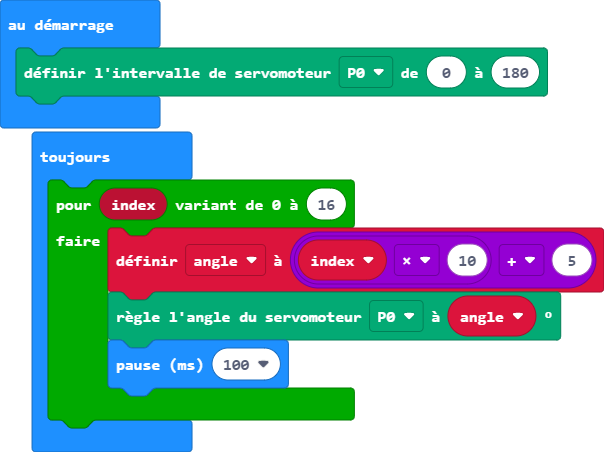 au démarrage
définir l'intervalle de servomoteur P0 de 0 à 180
toujours
pour index variant de 0 à 16
faire
définir angle à index × 10 + 5
règle l'angle du servomoteur P0 à angle °
pause (ms) 100